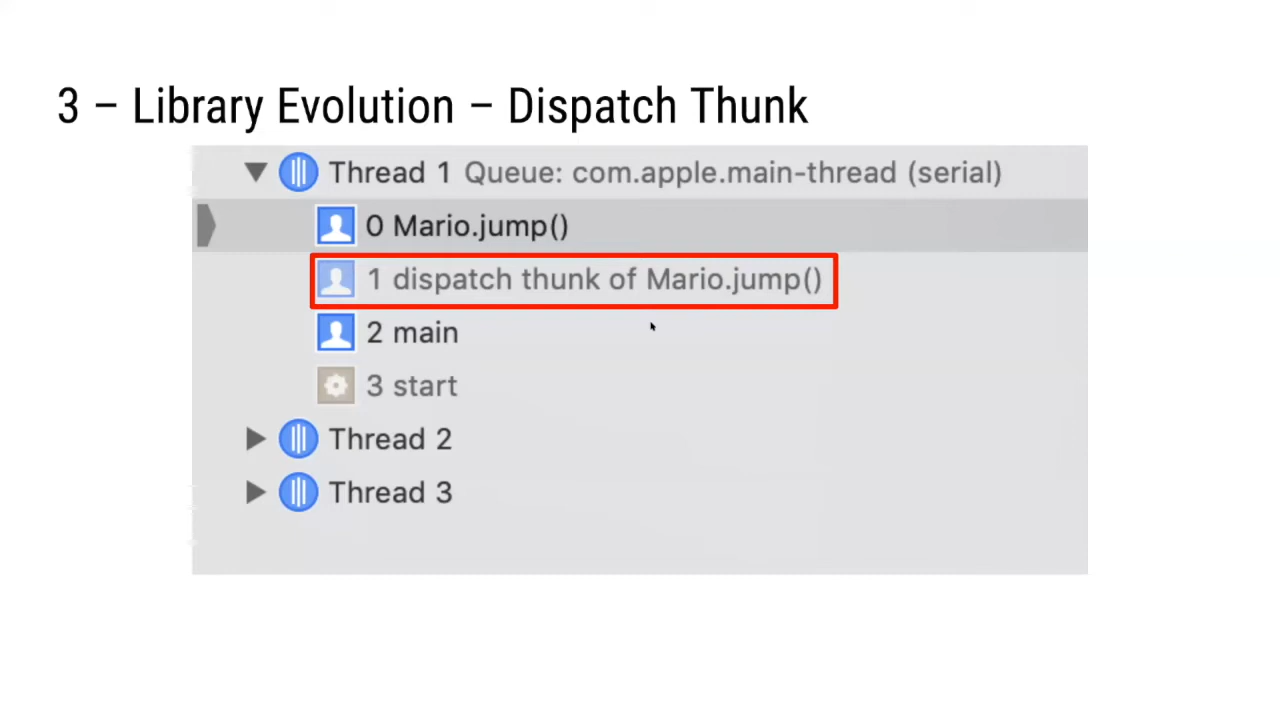 3 – Library Evolution – Dispatch Thunk
Thread 1 Queue: com.apple.main-thread (serial)
0 Mario.jump()
1 dispatch thunk of Mario.jump()
2 main
3 start
Thread 2
Thread 3